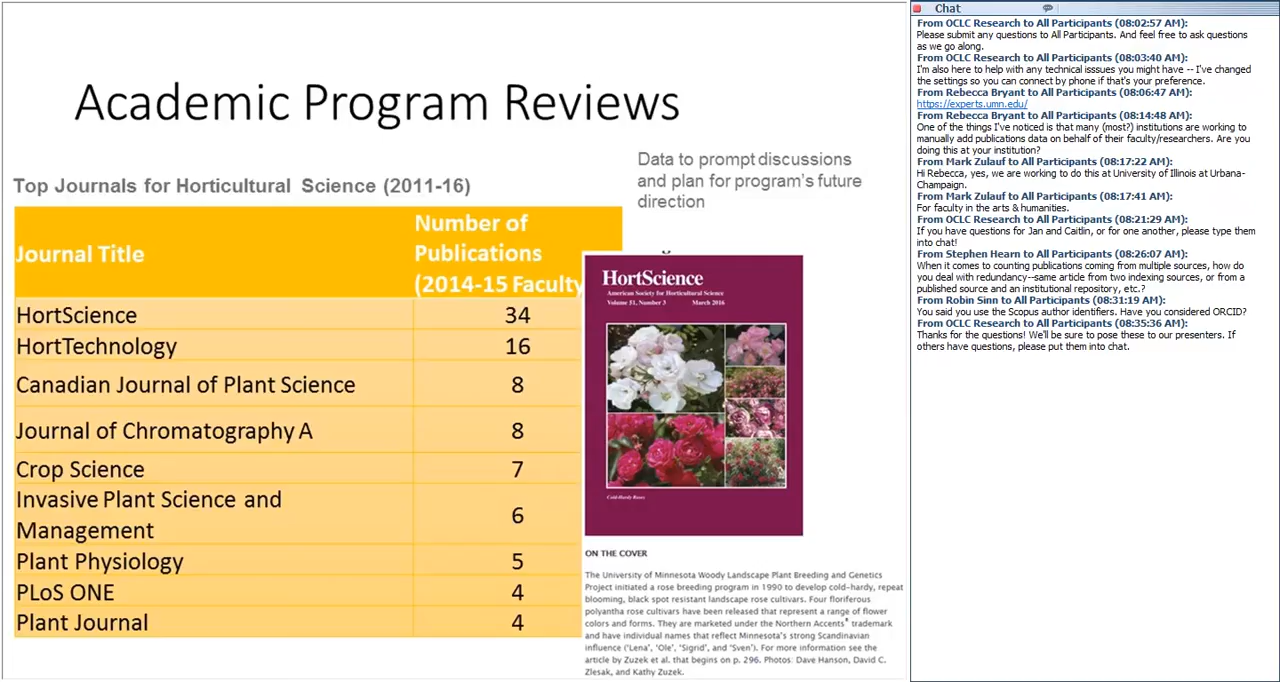 Academic Program Reviews
Data to prompt discussions
and plan for program's future
direction
Top Journals for Horticultural Science (2011-16)
Journal Title
Number of
Publications
(2014-15 Faculty
HortScience 34
HortTechnology 16
Canadian Journal of Plant Science 8
Journal of Chromatography A 8
Crop Science 7
Invasive Plant Science and
Management 6
Plant Physiology 5
PLoS ONE 4
Plant Journal 4
HortScience
American Society for Horticultural Science
Volume 51, Number 3 March 2016
Cold-Hardy Roses
ON THE COVER
The University of Minnesota Woody Landscape Plant Breeding and Genetics
Project initiated a rose breeding program in 1990 to develop cold-hardy, repeat
blooming, black spot resistant landscape rose cultivars. Four floriferous
polyantha rose cultivars have been released that represent a range of flower
colors and forms. They are marketed under the Northern Accents® trademark
and have individual names that reflect Minnesota's strong Scandinavian
influence ('Lena', 'Ole', 'Sigrid', and 'Sven'). For more information see the
article by Zuzek et al. that begins on p. 296. Photos: Dave Hanson, David C.
Zlesak, and Kathy Zuzek.
Chat
From OCLC Research to All Participants (08:02:57 AM):
Please submit any questions to All Participants. And feel free to ask questions
as we go along.
From OCLC Research to All Participants (08:03:40 AM):
I'm also here to help with any technical isssues you might have -- I've changed
the settings so you can connect by phone if that's your preference.
From Rebecca Bryant to All Participants (08:06:47 AM):
https://experts.umn.edu/
From Rebecca Bryant to All Participants (08:14:48 AM):
One of the things I've noticed is that many (most?) institutions are working to
manually add publications data on behalf of their faculty/researchers. Are you
doing this at your institution?
From Mark Zulauf to All Participants (08:17:22 AM):
Hi Rebecca, yes, we are working to do this at University of Illinois at Urbana-
Champaign.
From Mark Zulauf to All Participants (08:17:41 AM):
For faculty in the arts & humanities.
From OCLC Research to All Participants (08:21:29 AM):
If you have questions for Jan and Caitlin, or for one another, please type them
into chat!
From Stephen Hearn to All Participants (08:26:07 AM):
When it comes to counting publications coming from multiple sources, how do
you deal with redundancy--same article from two indexing sources, or from a
published source and an institutional repository, etc.?
From Robin Sinn to All Participants (08:31:19 AM):
You said you use the Scopus author identifiers. Have you considered ORCID?
From OCLC Research to All Participants (08:35:36 AM):
Thanks for the questions! We'll be sure to pose these to our presenters. If
others have questions, please put them into chat.